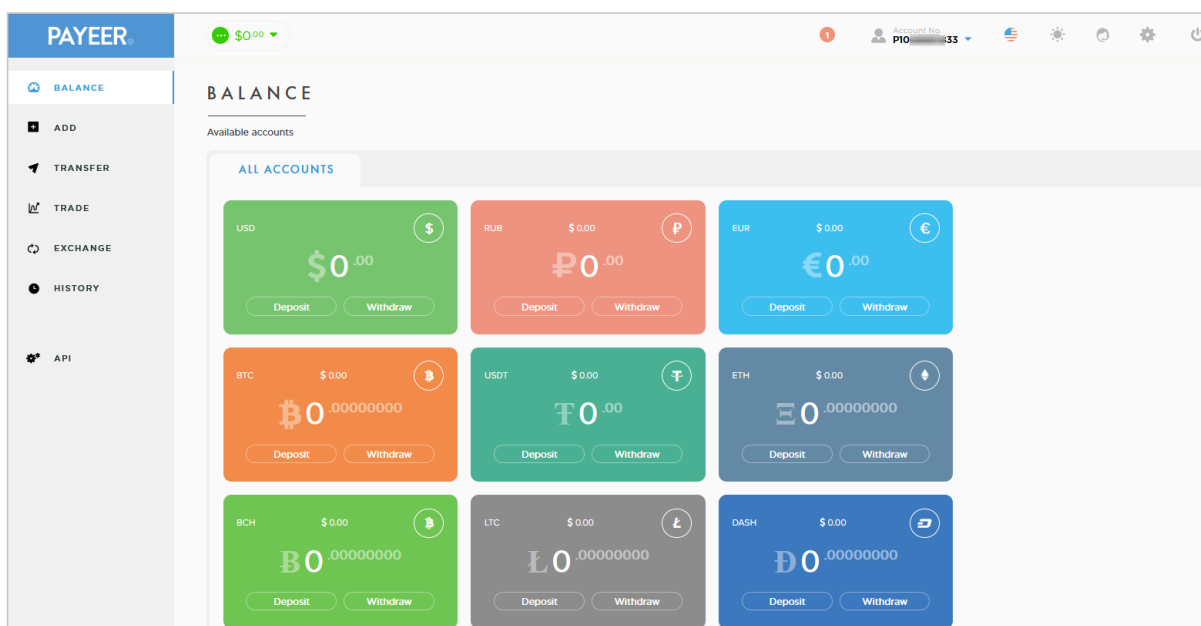 PAYEER®
$0.00
1
Account No.
P10 33
BALANCE
ADD
TRANSFER
TRADE
EXCHANGE
HISTORY
API
BALANCE
Available accounts
ALL ACCOUNTS
USD $
$0.00
Deposit Withdraw
RUB $ 0.00 ₽
₽0.00
Deposit Withdraw
EUR $ 0.00 €
€0.00
Deposit Withdraw
BTC $ 0.00 ₿
₿0.00000000
Deposit Withdraw
USDT $ 0.00 ₮
₮0.00
Deposit Withdraw
ETH $ 0.00
Ξ0.00000000
Deposit Withdraw
BCH $ 0.00 ₿
Ƀ0.00000000
Deposit Withdraw
LTC $ 0.00 Ł
Ł0.00000000
Deposit Withdraw
DASH $ 0.00
Đ0.00000000
Deposit Withdraw